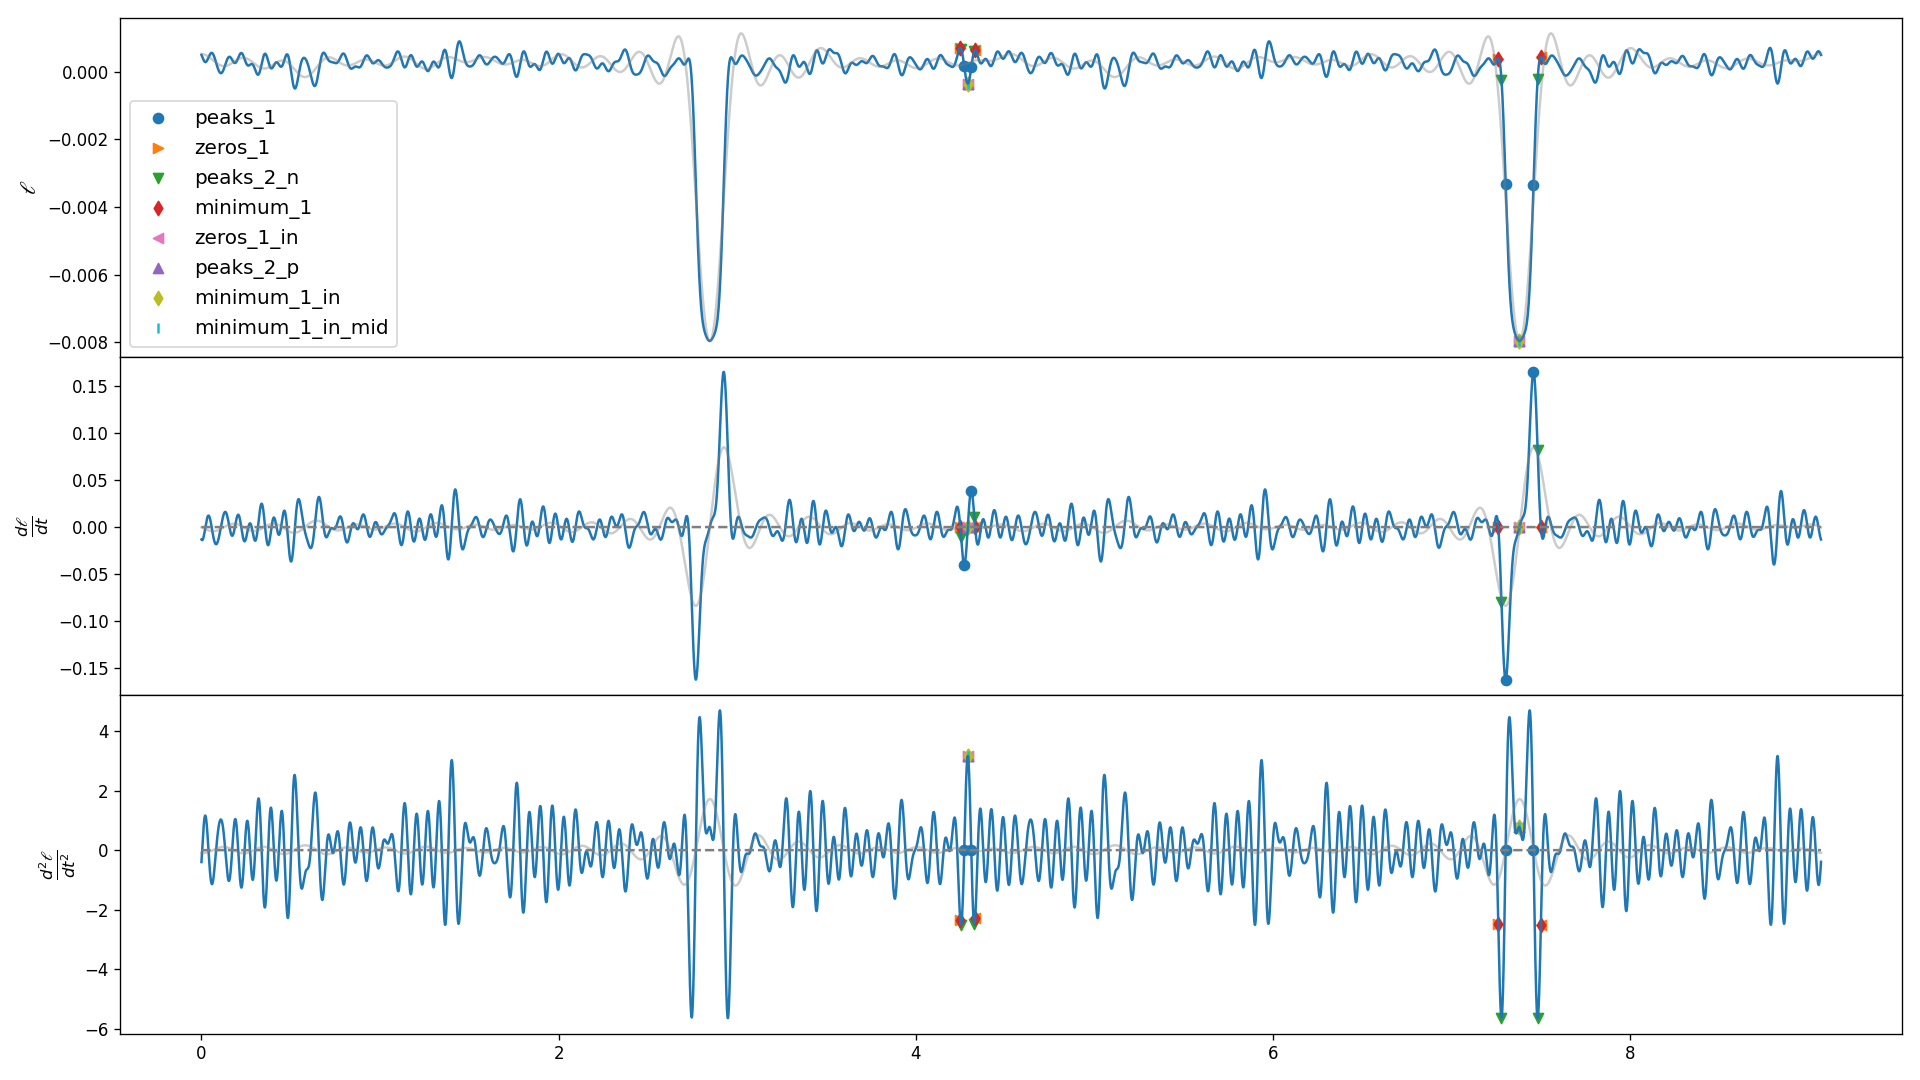 0.000
−0.002
−0.004
−0.006
−0.008
ℓ
peaks_1
zeros_1
peaks_2_n
minimum_1
zeros_1_in
peaks_2_p
minimum_1_in
minimum_1_in_mid
0.15
0.10
0.05
0.00
−0.05
−0.10
−0.15
dℓ/dt
4
2
0
−2
−4
−6
d²ℓ/dt²
0 2 4 6 8